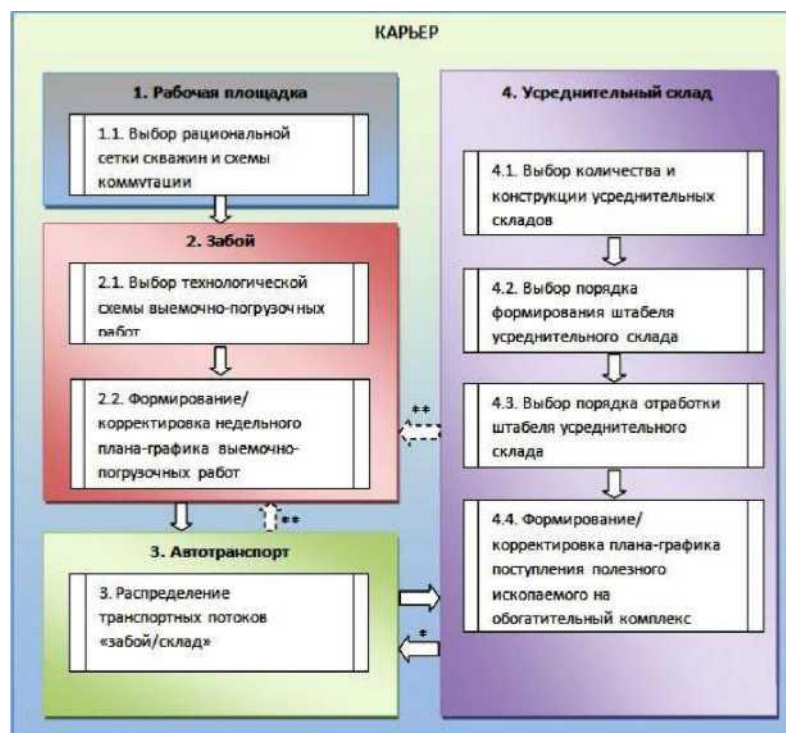 КАРЬЕР
1. Рабочая площадка
1.1. Выбор рациональной
сетки скважин и схемы
коммутации
2. Забой
2.1. Выбор технологической
схемы выемочно-погрузочных
работ
2.2. Формирование/
корректировка недельного
плана-графика выемочно-
погрузочных работ
**
**
3. Автотранспорт
3. Распределение
транспортных потоков
«забой/склад»
*
4. Усреднительный склад
4.1. Выбор количества и
конструкции усреднительных
складов
4.2. Выбор порядка
формирования штабеля
усреднительного склада
4.3. Выбор порядка отработки
штабеля усреднительного
склада
4.4. Формирование/
корректировка плана-графика
поступления полезного
ископаемого на
обогатительный комплекс